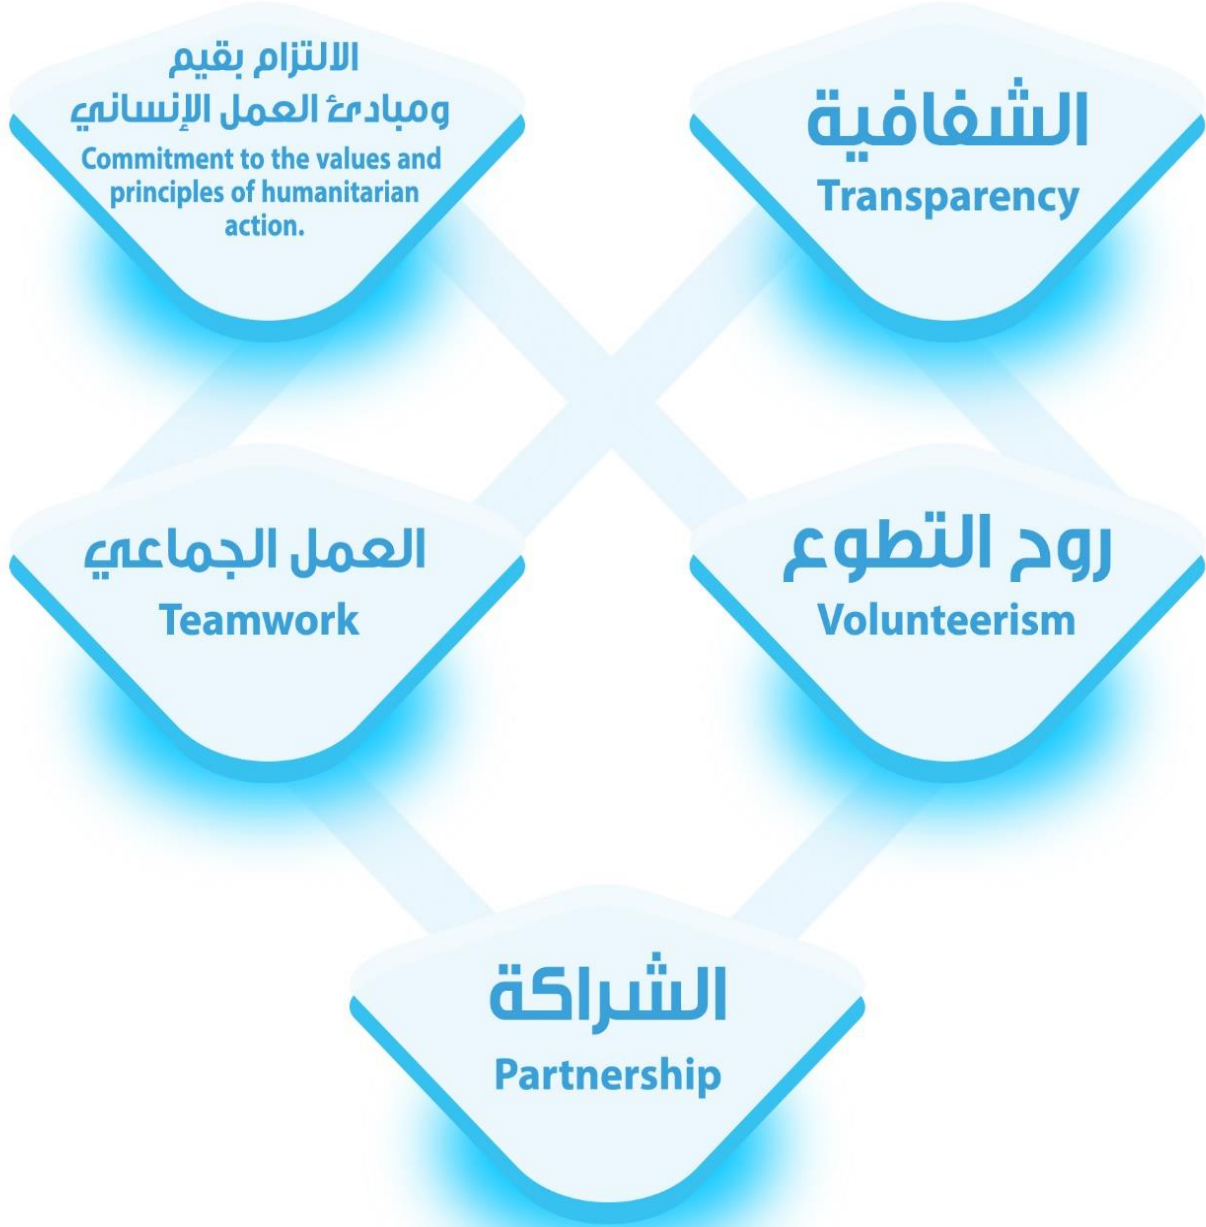 الالتزام بقيم
ومبادئ العمل الإنساني
Commitment to the values and
principles of humanitarian
action.
الشفافية
Transparency
العمل الجماعي
Teamwork
روح التطوع
Volunteerism
الشراكة
Partnership